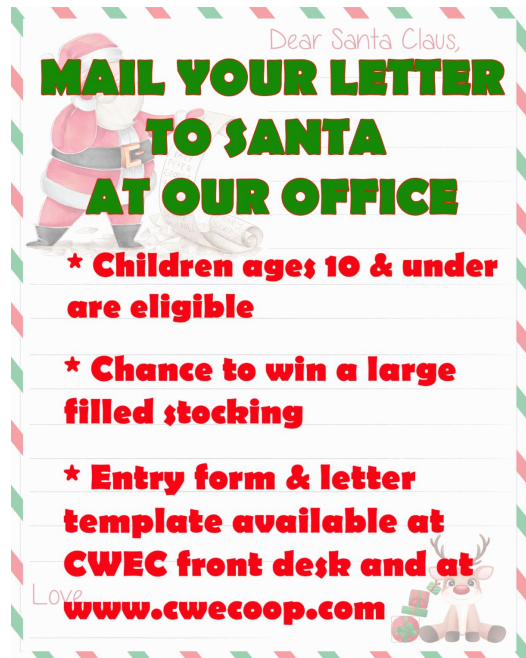 Dear Santa Claus,
MAIL YOUR LETTER
TO SANTA
AT OUR OFFICE
* Children ages 10 & under
are eligible
* Chance to win a large
filled stocking
* Entry form & letter
template available at
CWEC front desk and at
Love
www.cwecoop.com